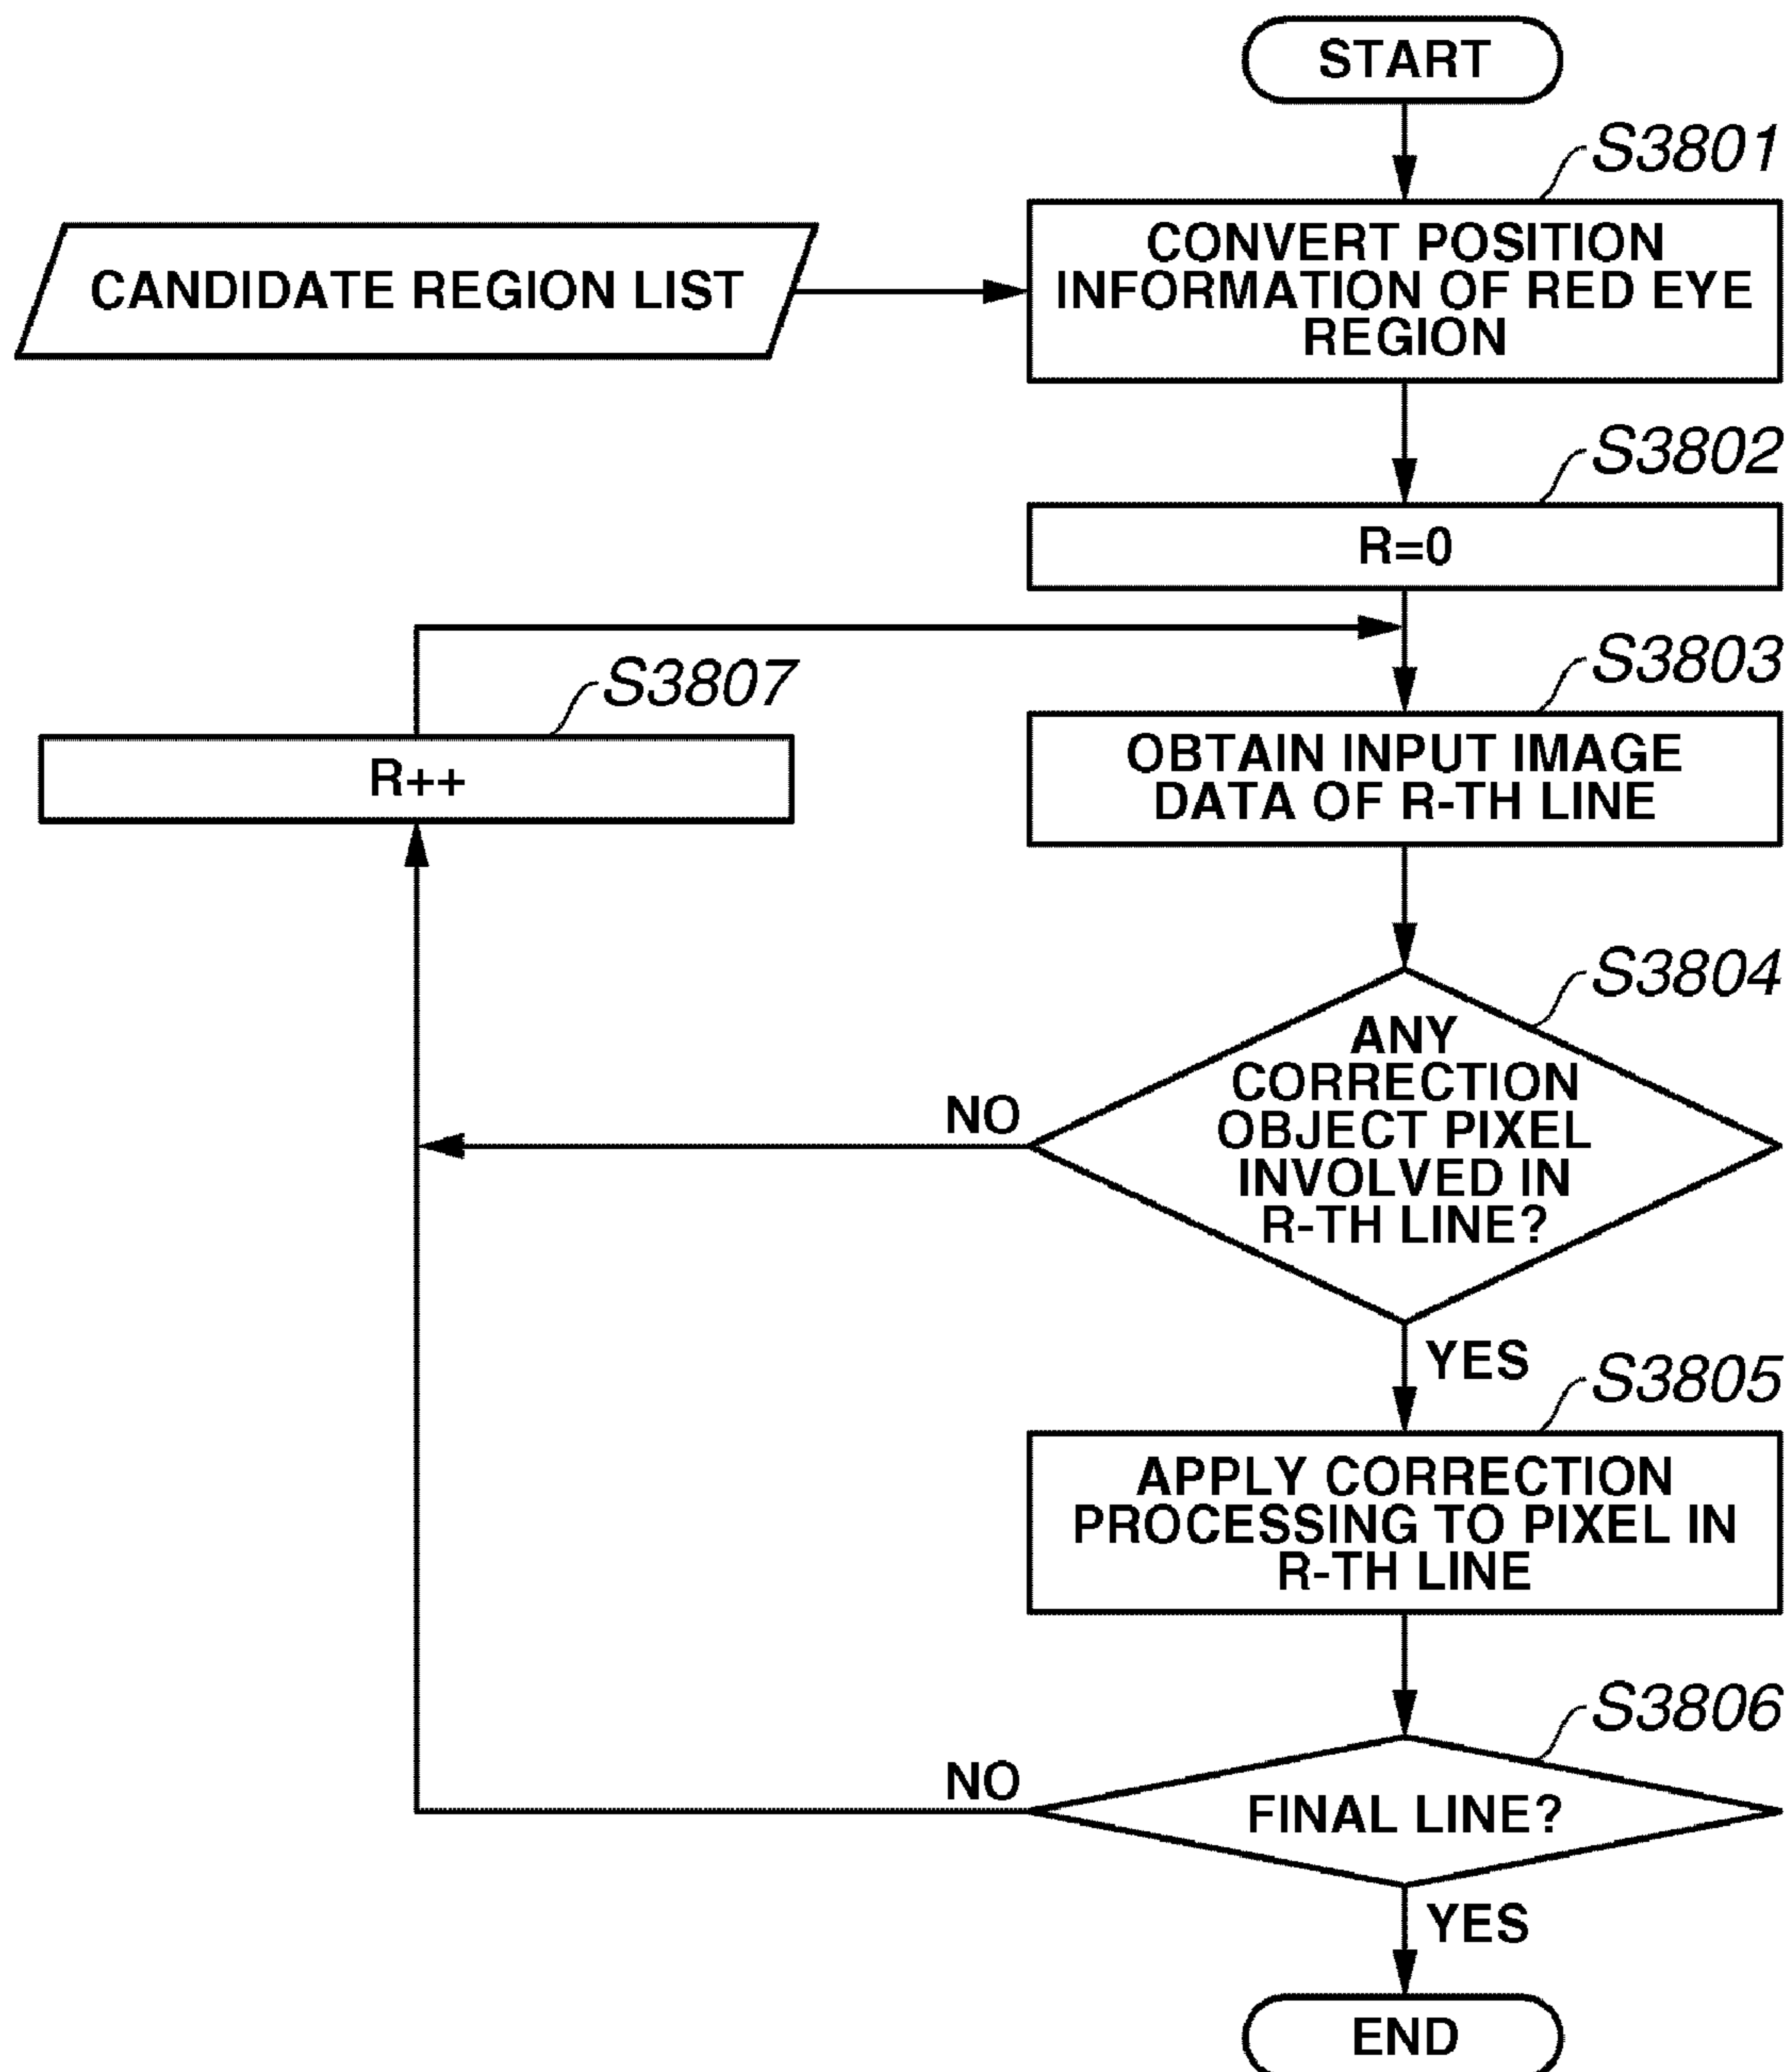 START
S3801
CANDIDATE REGION LIST
CONVERT POSITION
INFORMATION OF RED EYE
REGION
S3802
R=0
S3807
R++
S3803
OBTAIN INPUT IMAGE
DATA OF R-TH LINE
S3804
ANY
CORRECTION
OBJECT PIXEL
INVOLVED IN
R-TH LINE?
NO
YES
S3805
APPLY CORRECTION
PROCESSING TO PIXEL IN
R-TH LINE
S3806
NO
FINAL LINE?
YES
END